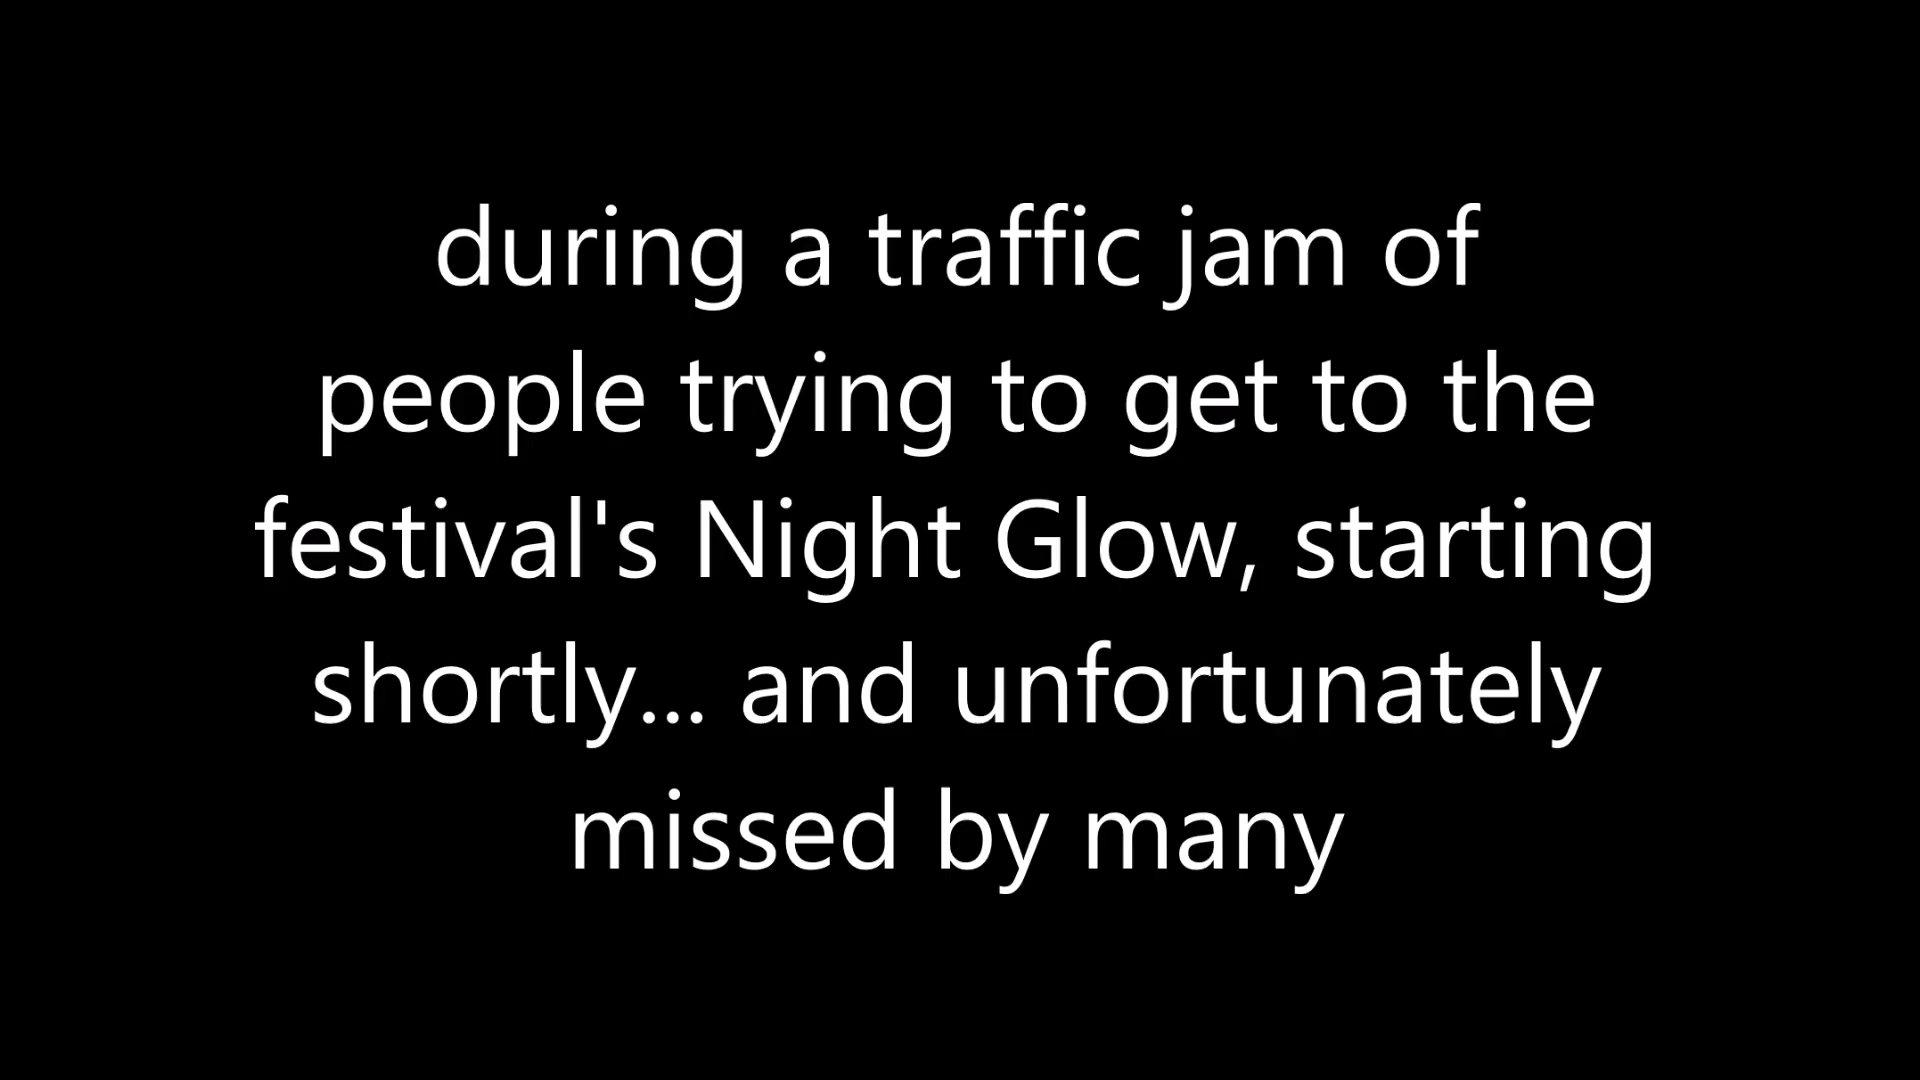 during a traffic jam of
people trying to get to the
festival's Night Glow, starting
shortly... and unfortunately
missed by many